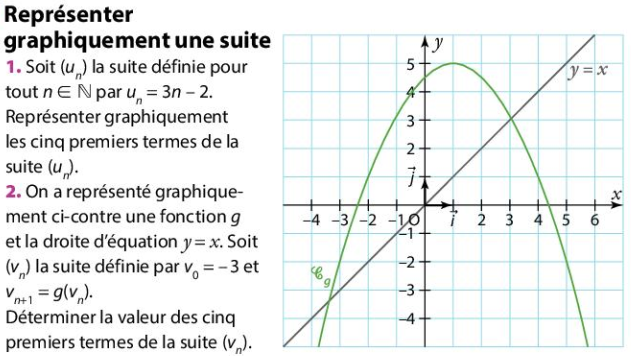 Représenter
graphiquement une suite
1. Soit (uₙ) la suite définie pour
tout n ∈ ℕ par uₙ = 3n – 2.
Représenter graphiquement
les cinq premiers termes de la
suite (uₙ).
2. On a représenté graphique-
ment ci-contre une fonction g
et la droite d'équation y = x. Soit
(vₙ) la suite définie par v₀ = – 3 et
vₙ₊₁ = g(vₙ).
Déterminer la valeur des cinq
premiers termes de la suite (vₙ).
y
5
y = x
4
3
2
j
x
–4 –3 –2 –1 O i 2 3 4 5 6
–1
–2
𝒞g
–3
–4